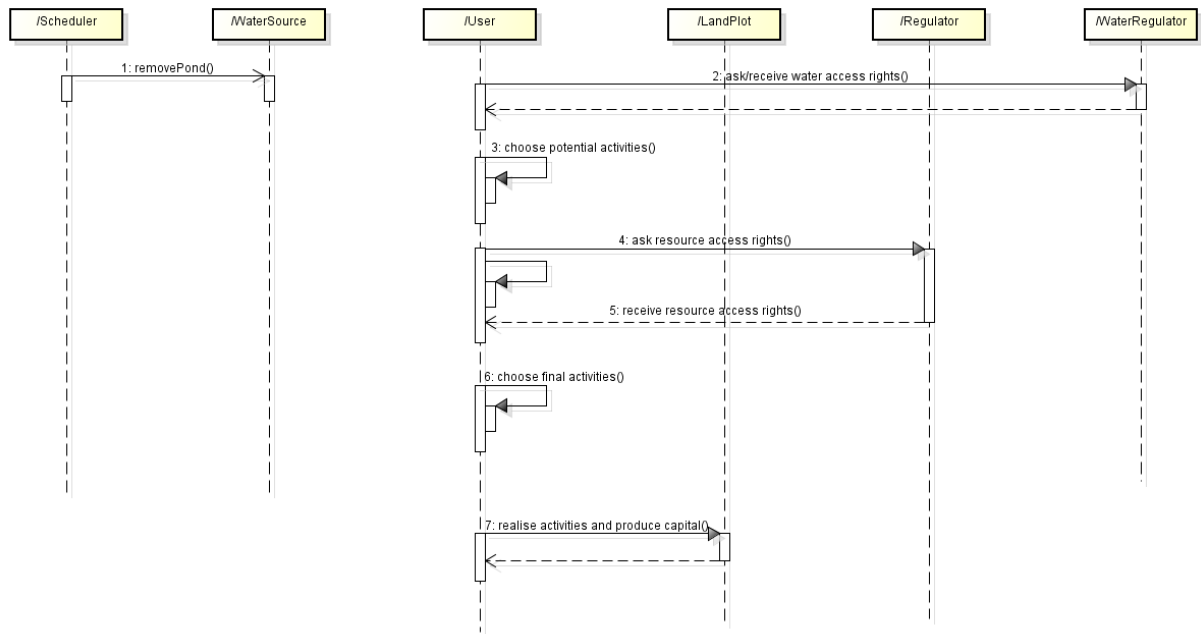 /Scheduler
/WaterSource
/User
/LandPlot
/Regulator
/WaterRegulator
1: removePond()
2: ask/receive water access rights()
3: choose potential activities()
4: ask resource access rights()
5: receive resource access rights()
6: choose final activities()
7: realise activities and produce capital()